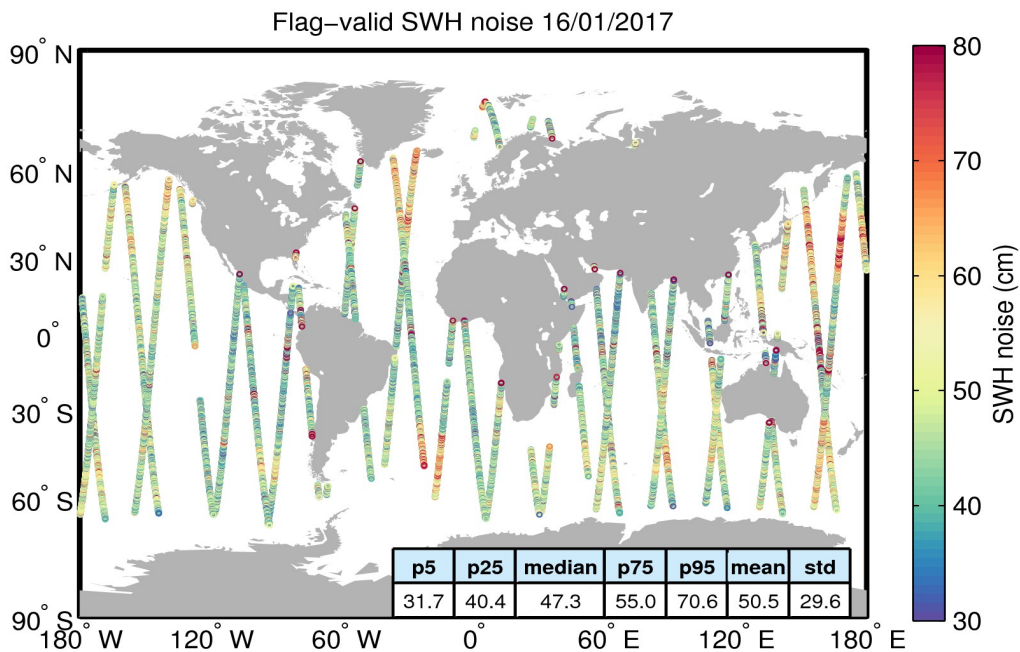 Flag−valid SWH noise 16/01/2017
90° N
60° N
30° N
0°
30° S
60° S
90° S
180° W
120° W
60° W
0°
60° E
120° E
180° E
p5 p25 median p75 p95 mean std
31.7 40.4 47.3 55.0 70.6 50.5 29.6
80
70
60
50
40
30
SWH noise (cm)